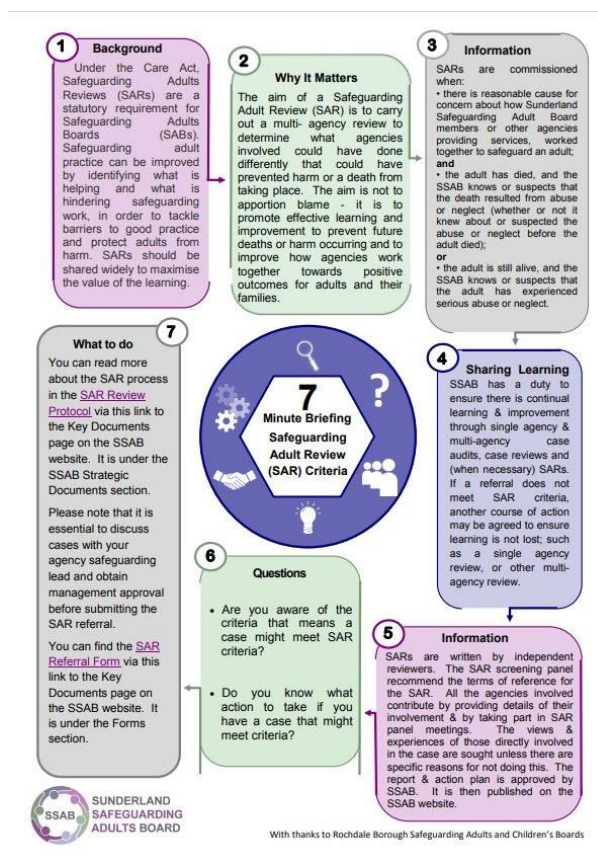 1
Background
Under the Care Act,
Safeguarding Adults
Reviews (SARs) are a
statutory requirement for
Safeguarding Adults
Boards (SABs).
Safeguarding adult
practice can be improved
by identifying what is
helping and what is
hindering safeguarding
work, in order to tackle
barriers to good practice
and protect adults from
harm. SARs should be
shared widely to maximise
the value of the learning.
2
Why It Matters
The aim of a Safeguarding
Adult Review (SAR) is to carry
out a multi- agency review to
determine what agencies
involved could have done
differently that could have
prevented harm or a death from
taking place. The aim is not to
apportion blame - it is to
promote effective learning and
improvement to prevent future
deaths or harm occurring and to
improve how agencies work
together towards positive
outcomes for adults and their
families.
3
Information
SARs are commissioned
when:
• there is reasonable cause for
concern about how Sunderland
Safeguarding Adult Board
members or other agencies
providing services, worked
together to safeguard an adult;
and
• the adult has died, and the
SSAB knows or suspects that
the death resulted from abuse
or neglect (whether or not it
knew about or suspected the
abuse or neglect before the
adult died);
or
• the adult is still alive, and the
SSAB knows or suspects that
the adult has experienced
serious abuse or neglect.
4
Sharing Learning
SSAB has a duty to
ensure there is continual
learning & improvement
through single agency &
multi-agency case
audits, case reviews and
(when necessary) SARs.
If a referral does not
meet SAR criteria,
another course of action
may be agreed to ensure
learning is not lost; such
as a single agency
review, or other multi-
agency review.
5
Information
SARs are written by independent
reviewers. The SAR screening panel
recommend the terms of reference for
the SAR. All the agencies involved
contribute by providing details of their
involvement & by taking part in SAR
panel meetings. The views &
experiences of those directly involved
in the case are sought unless there are
specific reasons for not doing this. The
report & action plan is approved by
SSAB. It is then published on the
SSAB website.
6
Questions
• Are you aware of the
criteria that means a
case might meet SAR
criteria?
• Do you know what
action to take if you
have a case that might
meet criteria?
7
What to do
You can read more
about the SAR process
in the SAR Review
Protocol via this link to
the Key Documents
page on the SSAB
website. It is under the
SSAB Strategic
Documents section.
Please note that it is
essential to discuss
cases with your
agency safeguarding
lead and obtain
management approval
before submitting the
SAR referral.
You can find the SAR
Referral Form via this
link to the Key
Documents page on
the SSAB website. It
is under the Forms
section.
7
Minute Briefing
Safeguarding
Adult Review
(SAR) Criteria
?
SSAB
SUNDERLAND
SAFEGUARDING
ADULTS BOARD
With thanks to Rochdale Borough Safeguarding Adults and Children's Boards